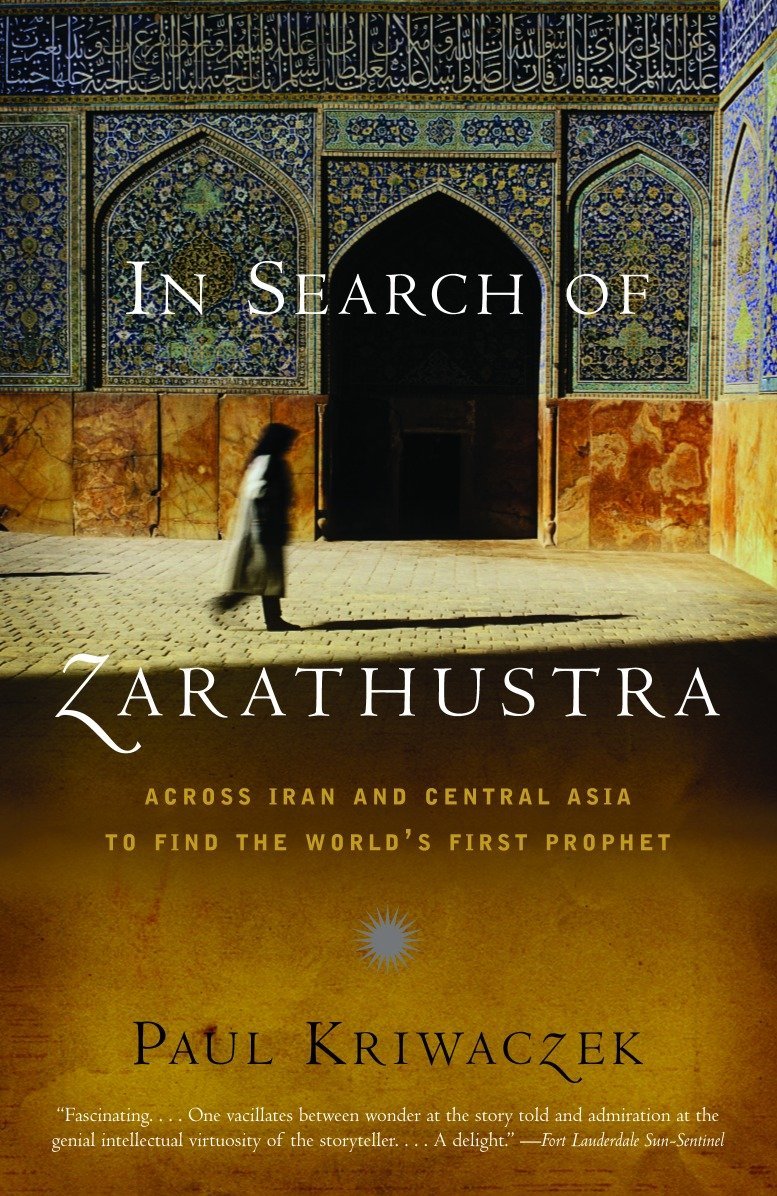 IN SEARCH OF
ZARATHUSTRA
ACROSS IRAN AND CENTRAL ASIA
TO FIND THE WORLD'S FIRST PROPHET
PAUL KRIWACZEK
“Fascinating. . . . One vacillates between wonder at the story told and admiration at the
genial intellectual virtuosity of the storyteller. . . . A delight.” —Fort Lauderdale Sun-Sentinel